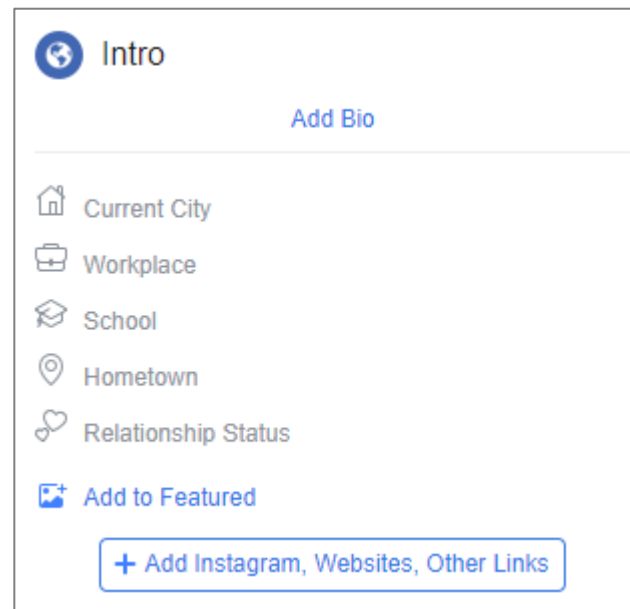 Intro
Add Bio
Current City
Workplace
School
Hometown
Relationship Status
Add to Featured
+ Add Instagram, Websites, Other Links